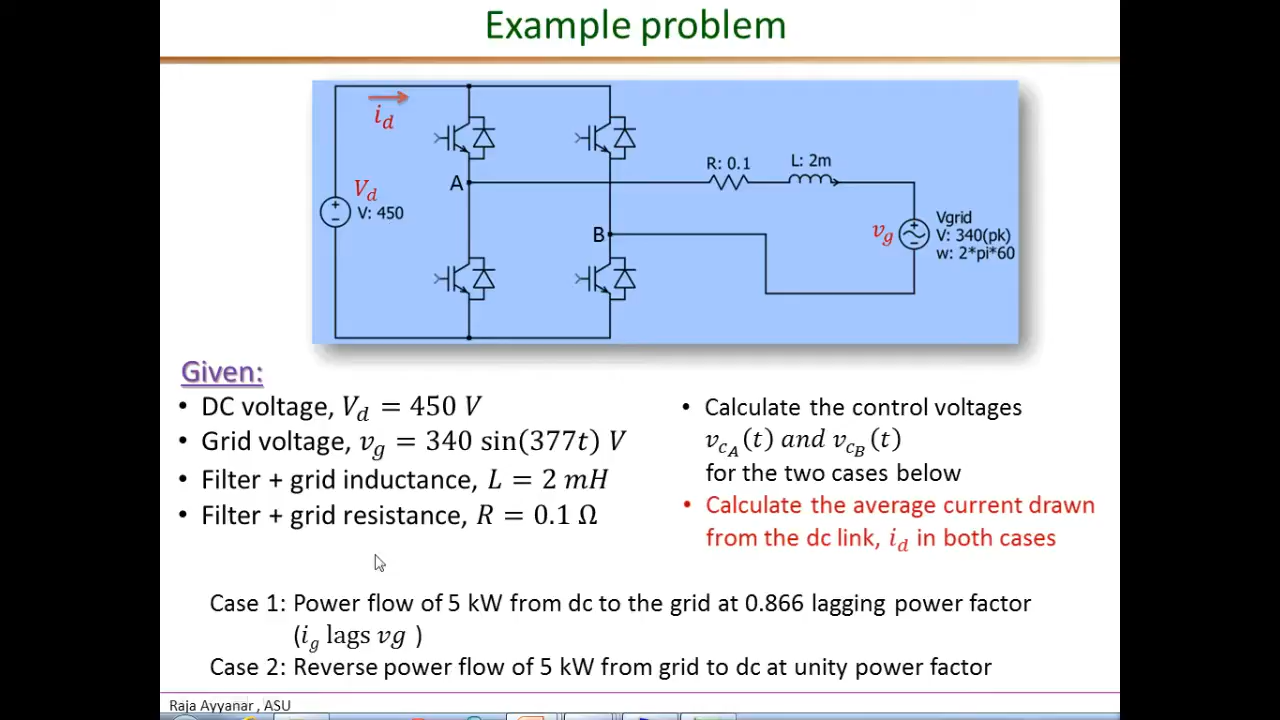 Example problem
i_d
A
V_d
V: 450
R: 0.1
L: 2m
B
v_g
Vgrid
V: 340(pk)
w: 2*pi*60
Given:
• DC voltage, V_d = 450 V
• Grid voltage, v_g = 340 sin(377t) V
• Filter + grid inductance, L = 2 mH
• Filter + grid resistance, R = 0.1 Ω
• Calculate the control voltages
v_{c_A}(t) and v_{c_B}(t)
for the two cases below
• Calculate the average current drawn
from the dc link, i_d in both cases
Case 1: Power flow of 5 kW from dc to the grid at 0.866 lagging power factor
(i_g lags vg )
Case 2: Reverse power flow of 5 kW from grid to dc at unity power factor
Raja Ayyanar , ASU